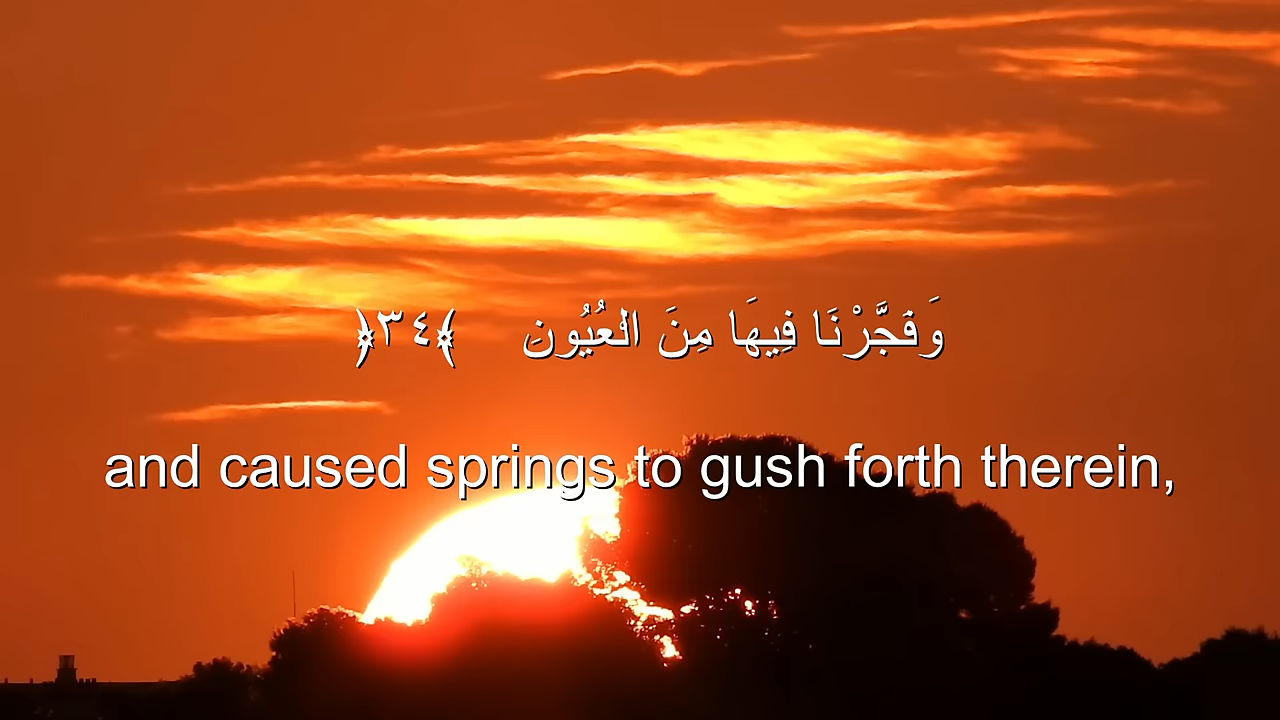 وَفَجَّرْنَا فِيهَا مِنَ الْعُيُونِ ﴿٣٤﴾
and caused springs to gush forth therein,